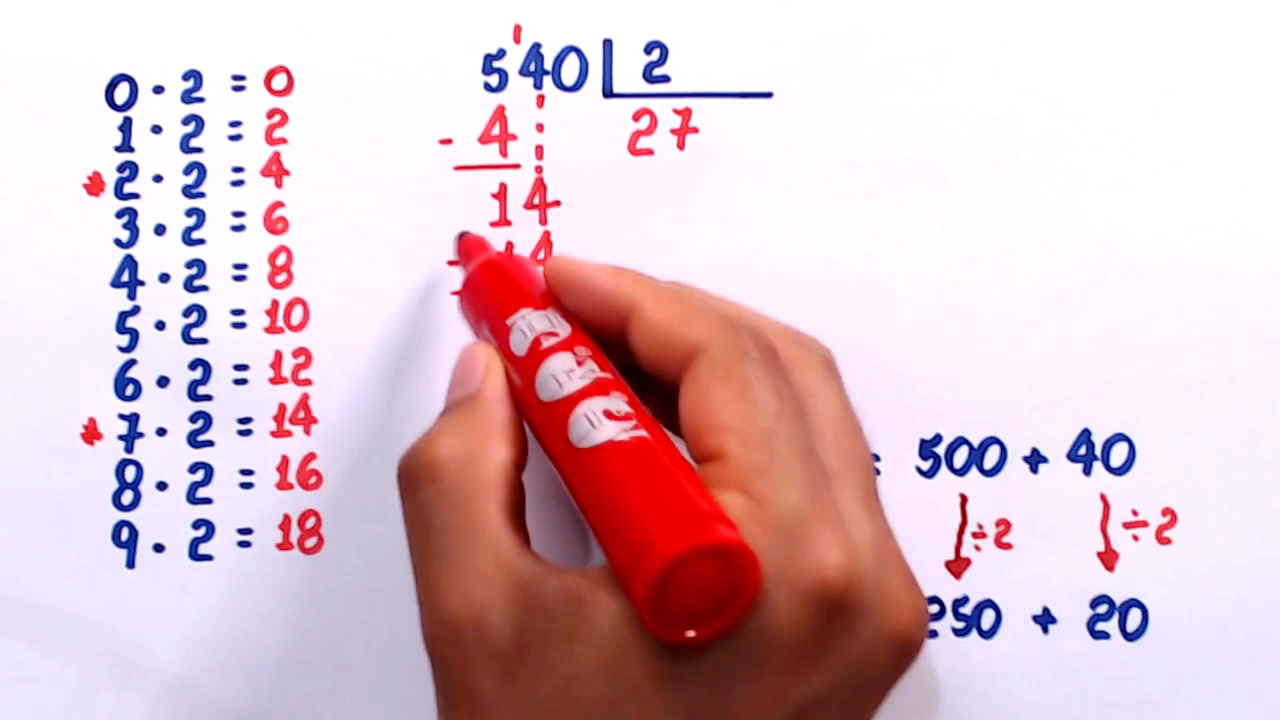 0 · 2 = 0
1 · 2 = 2
* 2 · 2 = 4
3 · 2 = 6
4 · 2 = 8
5 · 2 = 10
6 · 2 = 12
* 7 · 2 = 14
8 · 2 = 16
9 · 2 = 18
540 2
- 4 27
14
- 14
= 500 + 40
÷2 ÷2
250 + 20